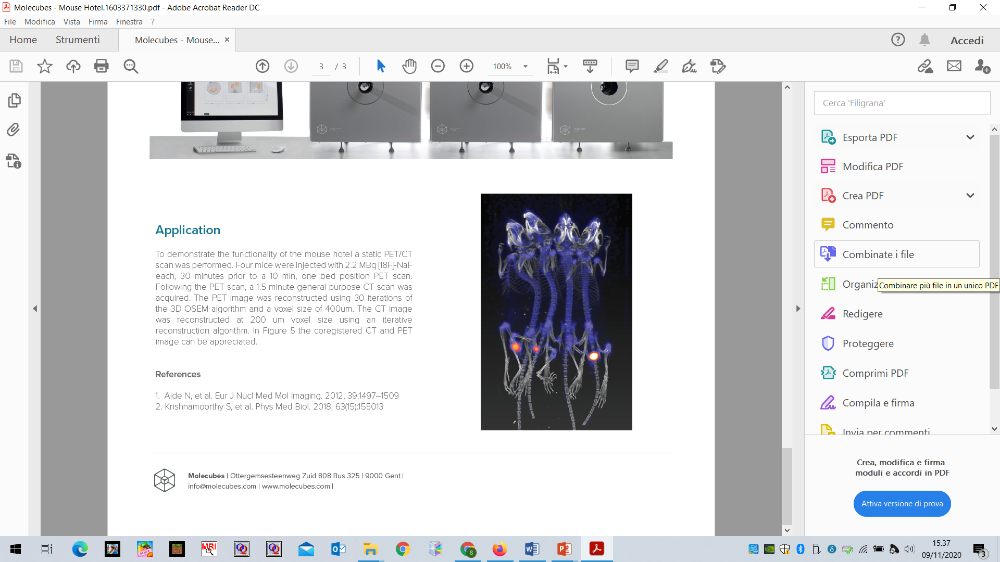 Molecubes - Mouse Hotel.1603371330.pdf - Adobe Acrobat Reader DC
File Modifica Vista Firma Finestra ?
Home Strumenti Molecubes - Mouse... × Accedi
3 / 3 100%
Cerca 'Filigrana'
Esporta PDF
Modifica PDF
Crea PDF
Commento
Combinate i file
Organiz
Combinare più file in un unico PDF
Redigere
Proteggere
Comprimi PDF
Compila e firma
Invia per commenti
Crea, modifica e firma
moduli e accordi in PDF
Attiva versione di prova
Application
To demonstrate the functionality of the mouse hotel a static PET/CT
scan was performed. Four mice were injected with 2.2 MBq [18F]-NaF
each, 30 minutes prior to a 10 min, one bed position PET scan.
Following the PET scan, a 1.5 minute general purpose CT scan was
acquired. The PET image was reconstructed using 30 iterations of
the 3D OSEM algorithm and a voxel size of 400um. The CT image
was reconstructed at 200 um voxel size using an iterative
reconstruction algorithm. In Figure 5 the coregistered CT and PET
image can be appreciated.
References
1. Aide N, et al. Eur J Nucl Med Mol Imaging. 2012; 39:1497–1509
2. Krishnamoorthy S, et al. Phys Med Biol. 2018; 63(15):155013
Molecubes | Ottergemsesteenweg Zuid 808 Bus 325 | 9000 Gent |
info@molecubes.com | www.molecubes.com |
MRI
15.37
09/11/2020
3